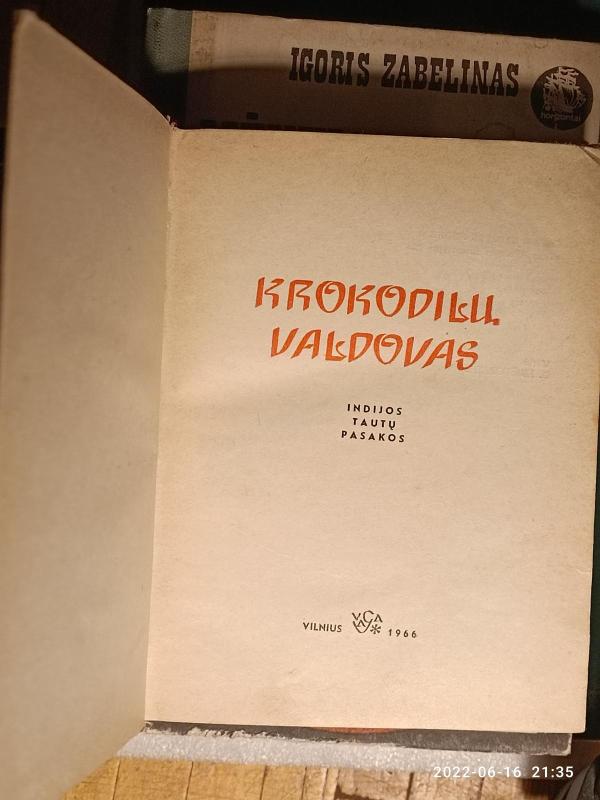 IGORIS ZABELINAS
horizontai
KROKODILŲ
VALDOVAS
INDIJOS
TAUTŲ
PASAKOS
VILNIUS 1966
2022-06-16 21:35